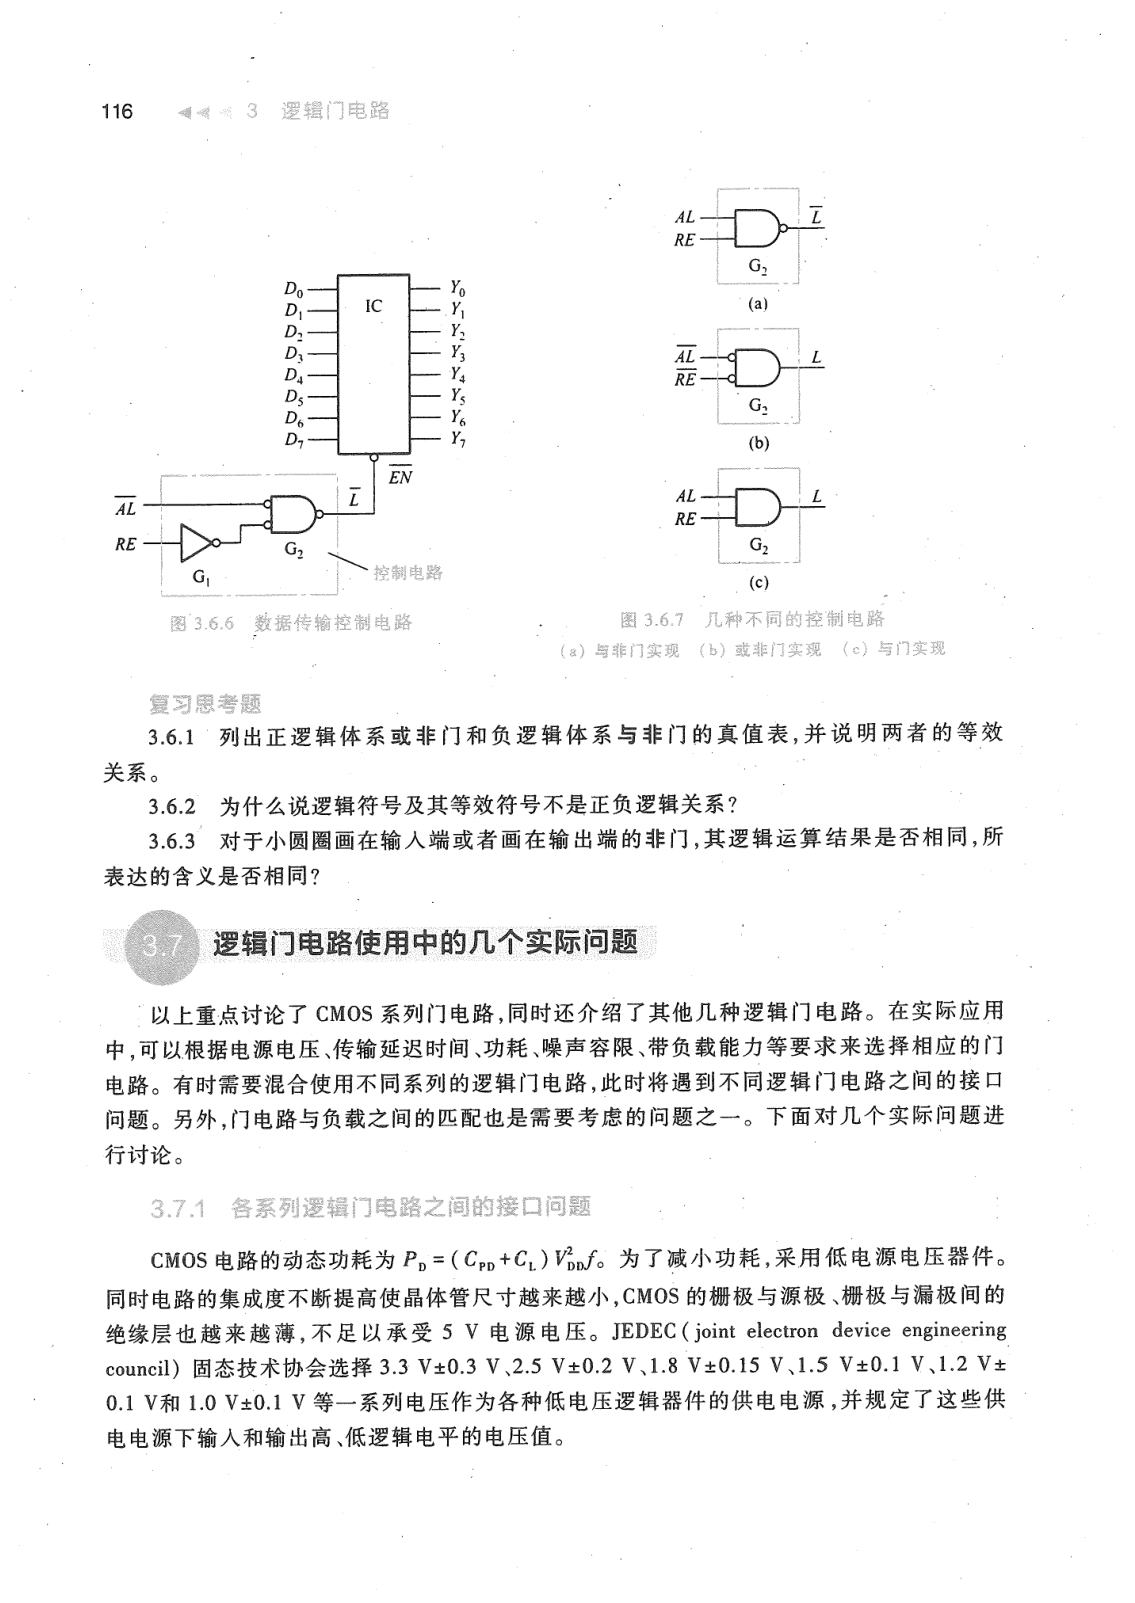 116 3 逻辑门电路
AL
RE
L̅
G₂
(a)
A̅L̅
R̅E̅
L
G₂
(b)
AL
RE
L
G₂
(c)
D₀
D₁
D₂
D₃
D₄
D₅
D₆
D₇
IC
Y₀
Y₁
Y₂
Y₃
Y₄
Y₅
Y₆
Y₇
E̅N̅
A̅L̅
RE
G₁
G₂
L̅
控制电路
图 3.6.6 数据传输控制电路
图 3.6.7 几种不同的控制电路
(a) 与非门实现 (b) 或非门实现 (c) 与门实现
复习思考题
3.6.1 列出正逻辑体系或非门和负逻辑体系与非门的真值表,并说明两者的等效
关系。
3.6.2 为什么说逻辑符号及其等效符号不是正负逻辑关系?
3.6.3 对于小圆圈画在输入端或者画在输出端的非门,其逻辑运算结果是否相同,所
表达的含义是否相同?
3.7 逻辑门电路使用中的几个实际问题
以上重点讨论了 CMOS 系列门电路,同时还介绍了其他几种逻辑门电路。在实际应用
中,可以根据电源电压、传输延迟时间、功耗、噪声容限、带负载能力等要求来选择相应的门
电路。有时需要混合使用不同系列的逻辑门电路,此时将遇到不同逻辑门电路之间的接口
问题。另外,门电路与负载之间的匹配也是需要考虑的问题之一。下面对几个实际问题进
行讨论。
3.7.1 各系列逻辑门电路之间的接口问题
CMOS 电路的动态功耗为 P_D = (C_PD + C_L) V²_DD f。为了减小功耗,采用低电源电压器件。
同时电路的集成度不断提高使晶体管尺寸越来越小,CMOS 的栅极与源极、栅极与漏极间的
绝缘层也越来越薄,不足以承受 5 V 电源电压。JEDEC(joint electron device engineering
council) 固态技术协会选择 3.3 V±0.3 V、2.5 V±0.2 V、1.8 V±0.15 V、1.5 V±0.1 V、1.2 V±
0.1 V和 1.0 V±0.1 V 等一系列电压作为各种低电压逻辑器件的供电电源,并规定了这些供
电电源下输入和输出高、低逻辑电平的电压值。